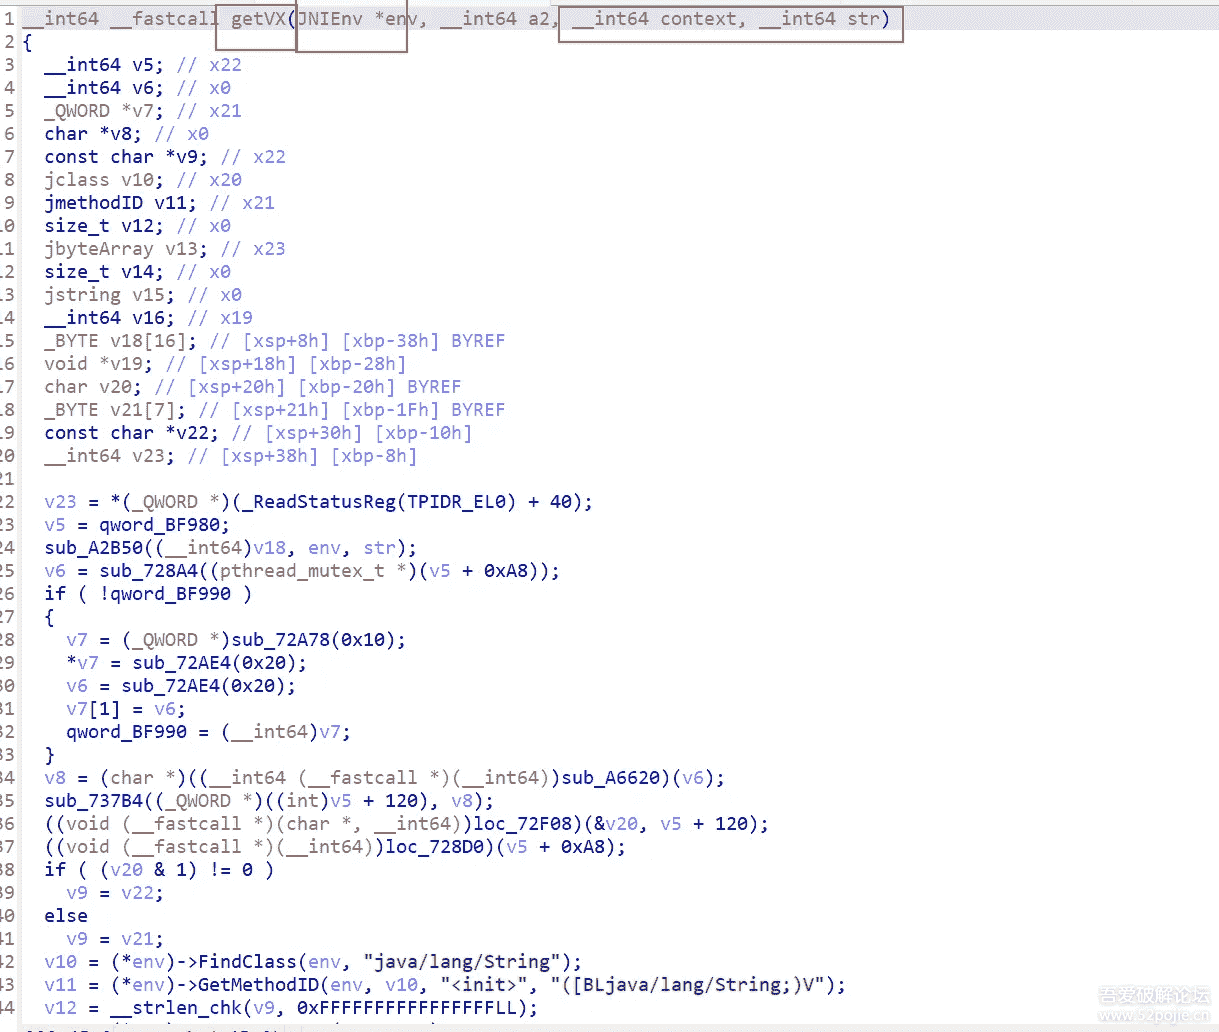 1 __int64 __fastcall getVX(JNIEnv *env, __int64 a2, __int64 context, __int64 str)
2 {
3 __int64 v5; // x22
4 __int64 v6; // x0
5 _QWORD *v7; // x21
6 char *v8; // x0
7 const char *v9; // x22
8 jclass v10; // x20
9 jmethodID v11; // x21
10 size_t v12; // x0
11 jbyteArray v13; // x23
12 size_t v14; // x0
13 jstring v15; // x0
14 __int64 v16; // x19
15 _BYTE v18[16]; // [xsp+8h] [xbp-38h] BYREF
16 void *v19; // [xsp+18h] [xbp-28h]
17 char v20; // [xsp+20h] [xbp-20h] BYREF
18 _BYTE v21[7]; // [xsp+21h] [xbp-1Fh] BYREF
19 const char *v22; // [xsp+30h] [xbp-10h]
20 __int64 v23; // [xsp+38h] [xbp-8h]
21
22 v23 = *(_QWORD *)(_ReadStatusReg(TPIDR_EL0) + 40);
23 v5 = qword_BF980;
24 sub_A2B50((__int64)v18, env, str);
25 v6 = sub_728A4((pthread_mutex_t *)(v5 + 0xA8));
26 if ( !qword_BF990 )
27 {
28 v7 = (_QWORD *)sub_72A78(0x10);
29 *v7 = sub_72AE4(0x20);
30 v6 = sub_72AE4(0x20);
31 v7[1] = v6;
32 qword_BF990 = (__int64)v7;
33 }
34 v8 = (char *)((__int64 (__fastcall *)(__int64))sub_A6620)(v6);
35 sub_737B4((_QWORD *)((int)v5 + 120), v8);
36 ((void (__fastcall *)(char *, __int64))loc_72F08)(&v20, v5 + 120);
37 ((void (__fastcall *)(__int64))loc_728D0)(v5 + 0xA8);
38 if ( (v20 & 1) != 0 )
39 v9 = v22;
40 else
41 v9 = v21;
42 v10 = (*env)->FindClass(env, "java/lang/String");
43 v11 = (*env)->GetMethodID(env, v10, "<init>", "([BLjava/lang/String;)V");
44 v12 = __strlen_chk(v9, 0xFFFFFFFFFFFFFFFFLL);
吾爱破解论坛
www.52pojie.cn